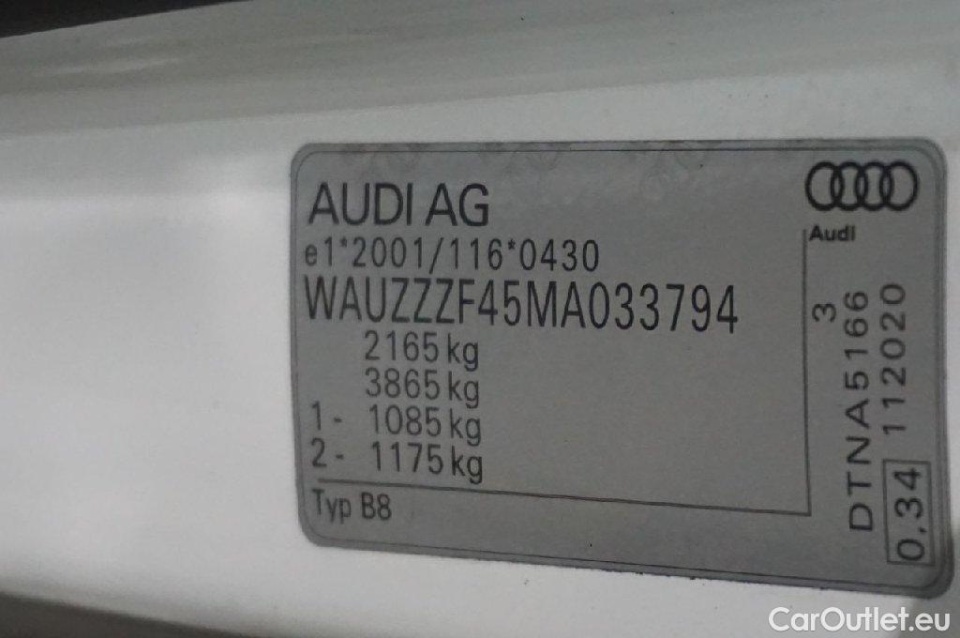 AUDI AG
Audi
e1*2001/116*0430
WAUZZZF45MA033794
2165 kg
3865 kg
1- 1085 kg
2- 1175 kg
Typ B8
3
DTNA5166
0.34 112020
CarOutlet.eu